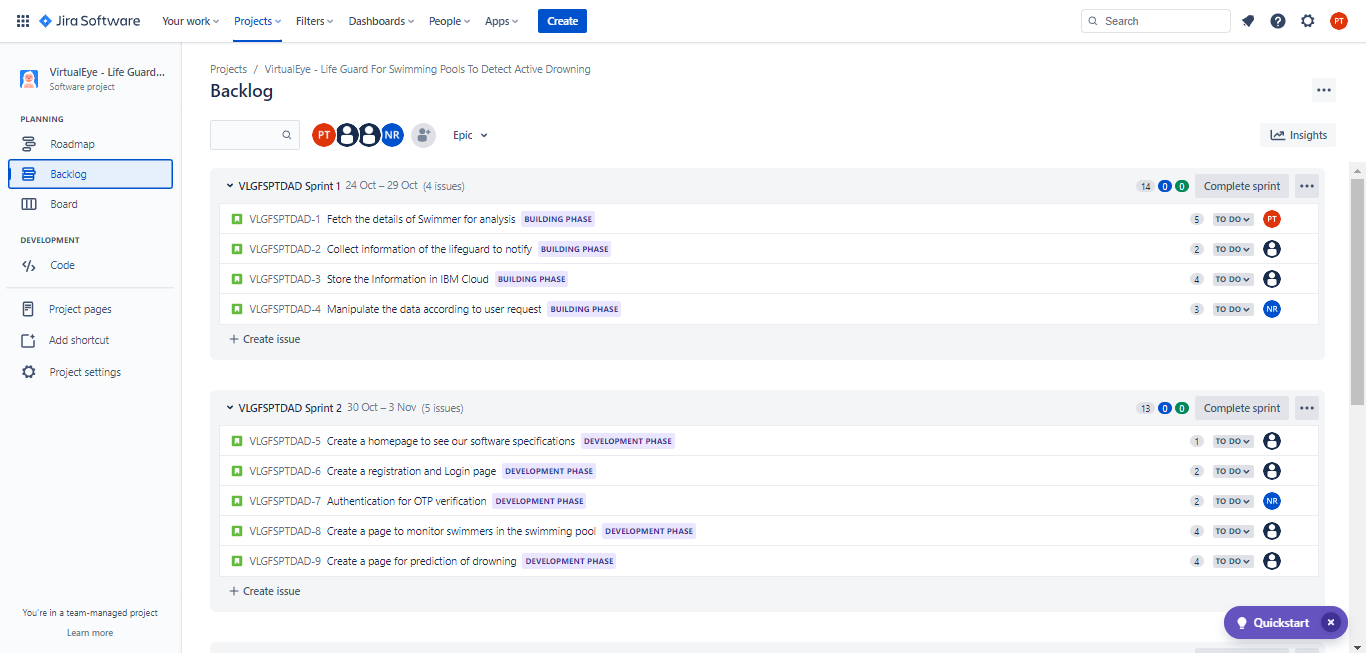 Jira Software Your work Projects Filters Dashboards People Apps Create Search PT
VirtualEye - Life Guard...
Software project
PLANNING
Roadmap
Backlog
Board
DEVELOPMENT
Code
Project pages
Add shortcut
Project settings
You're in a team-managed project
Learn more
Projects / VirtualEye - Life Guard For Swimming Pools To Detect Active Drowning
Backlog
PT NR Epic Insights
VLGFSPTDAD Sprint 1 24 Oct – 29 Oct (4 issues) 14 0 0 Complete sprint
VLGFSPTDAD-1 Fetch the details of Swimmer for analysis BUILDING PHASE 5 TO DO PT
VLGFSPTDAD-2 Collect information of the lifeguard to notify BUILDING PHASE 2 TO DO
VLGFSPTDAD-3 Store the Information in IBM Cloud BUILDING PHASE 4 TO DO
VLGFSPTDAD-4 Manipulate the data according to user request BUILDING PHASE 3 TO DO NR
+ Create issue
VLGFSPTDAD Sprint 2 30 Oct – 3 Nov (5 issues) 13 0 0 Complete sprint
VLGFSPTDAD-5 Create a homepage to see our software specifications DEVELOPMENT PHASE 1 TO DO
VLGFSPTDAD-6 Create a registration and Login page DEVELOPMENT PHASE 2 TO DO
VLGFSPTDAD-7 Authentication for OTP verification DEVELOPMENT PHASE 2 TO DO NR
VLGFSPTDAD-8 Create a page to monitor swimmers in the swimming pool DEVELOPMENT PHASE 4 TO DO
VLGFSPTDAD-9 Create a page for prediction of drowning DEVELOPMENT PHASE 4 TO DO
+ Create issue
Quickstart